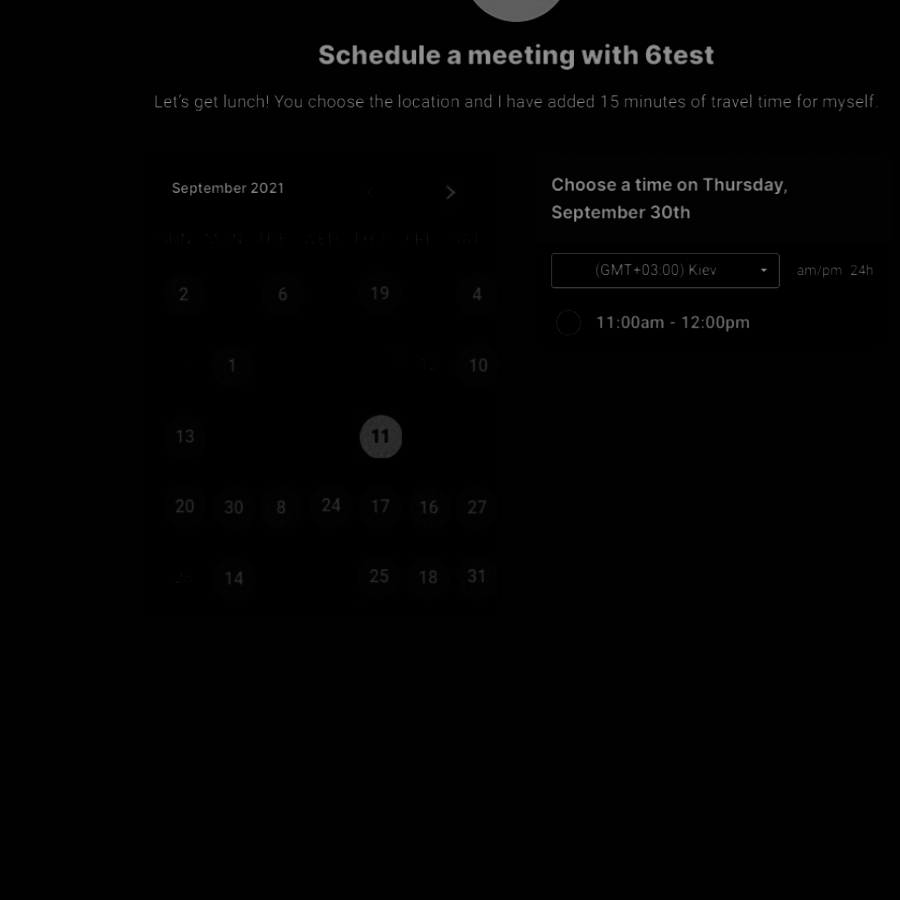 Schedule a meeting with 6test
Let's get lunch! You choose the location and I have added 15 minutes of travel time for myself.
September 2021
2 6 19 4
1 10
13 11
20 30 8 24 17 16 27
14 25 18 31
Choose a time on Thursday,
September 30th
(GMT+03:00) Kiev am/pm 24h
11:00am - 12:00pm